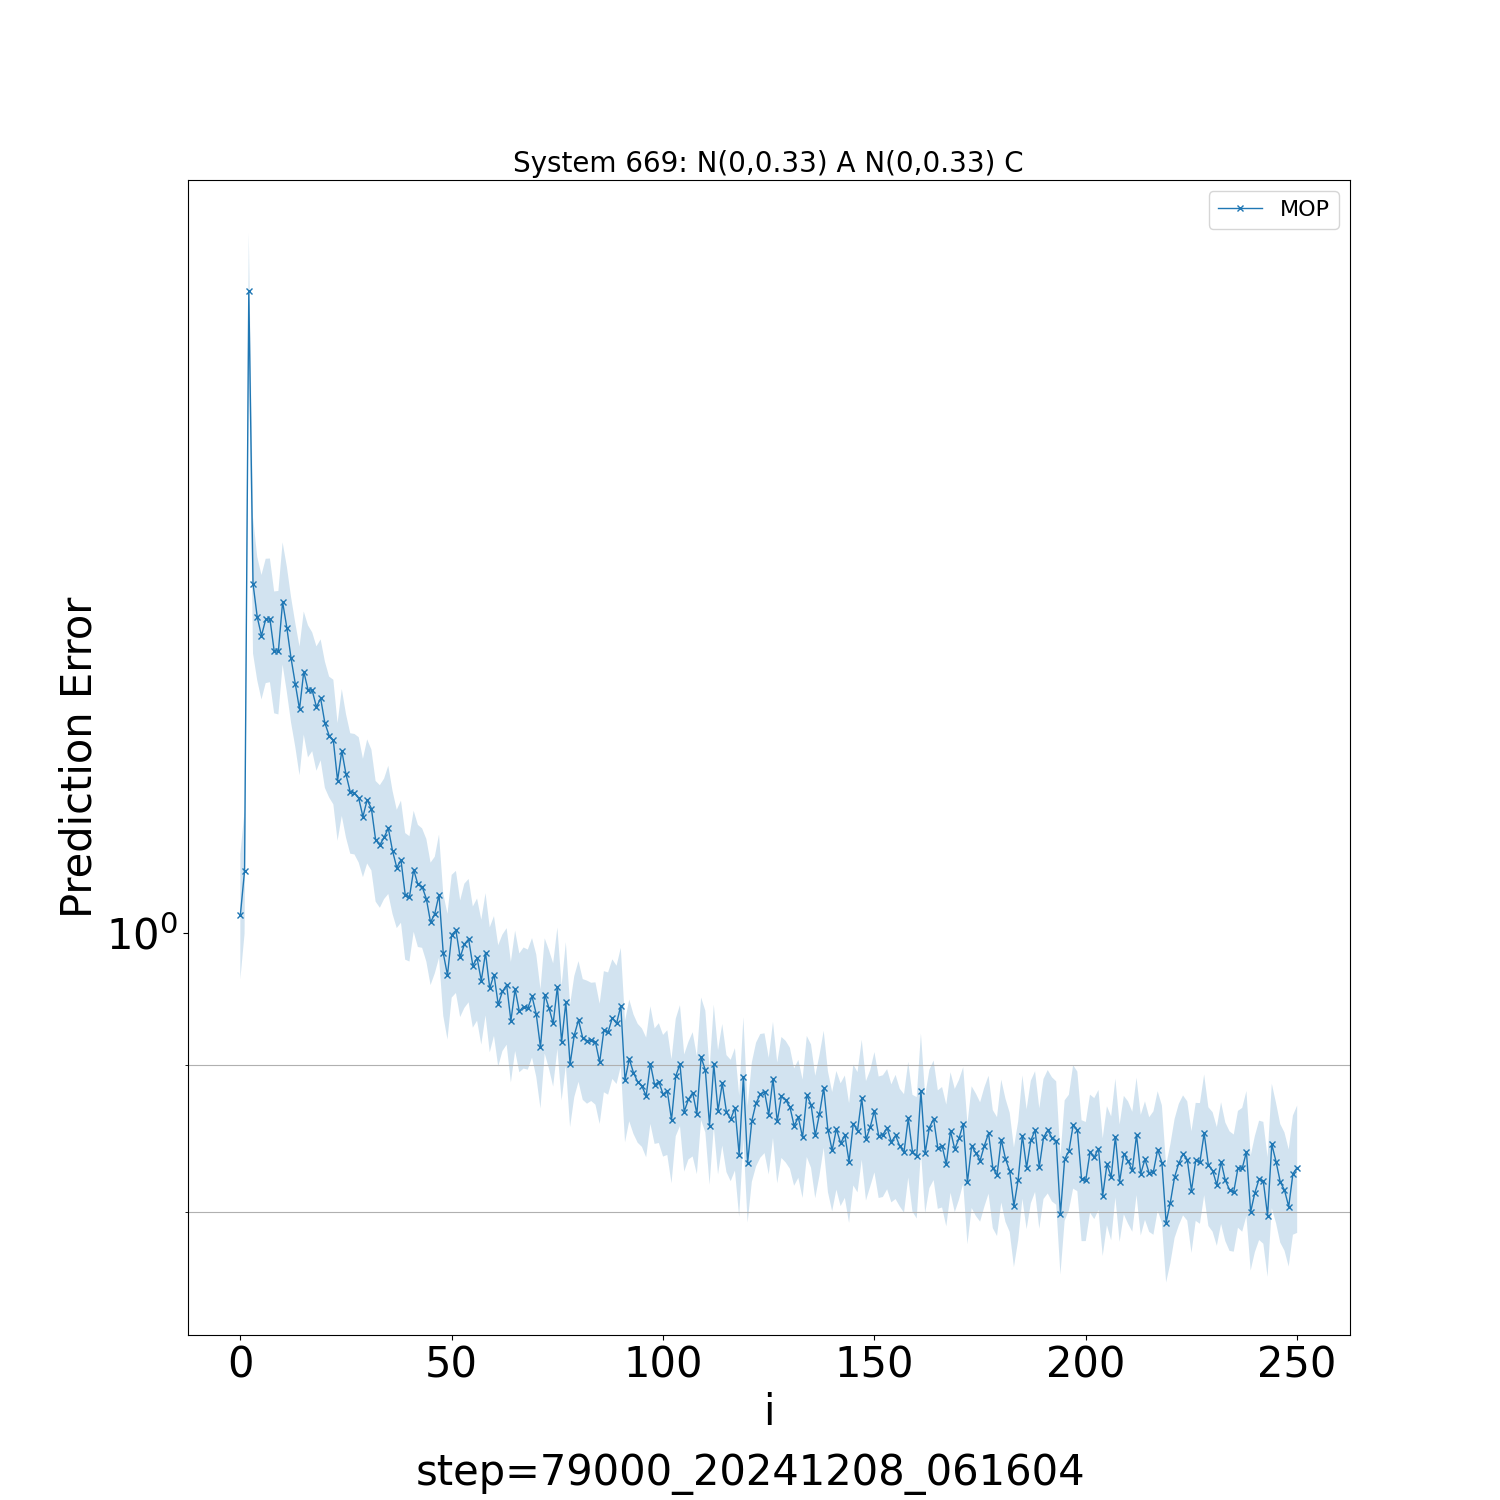 System 669: N(0,0.33) A N(0,0.33) C
MOP
Prediction Error
10⁰
0 50 100 150 200 250
i
step=79000_20241208_061604